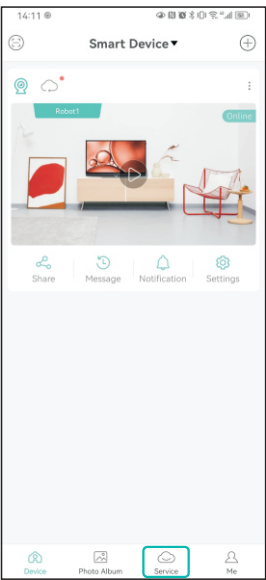 14:11
Smart Device▼
Robot1
Online
Share Message Notification Settings
Device Photo Album Service Me